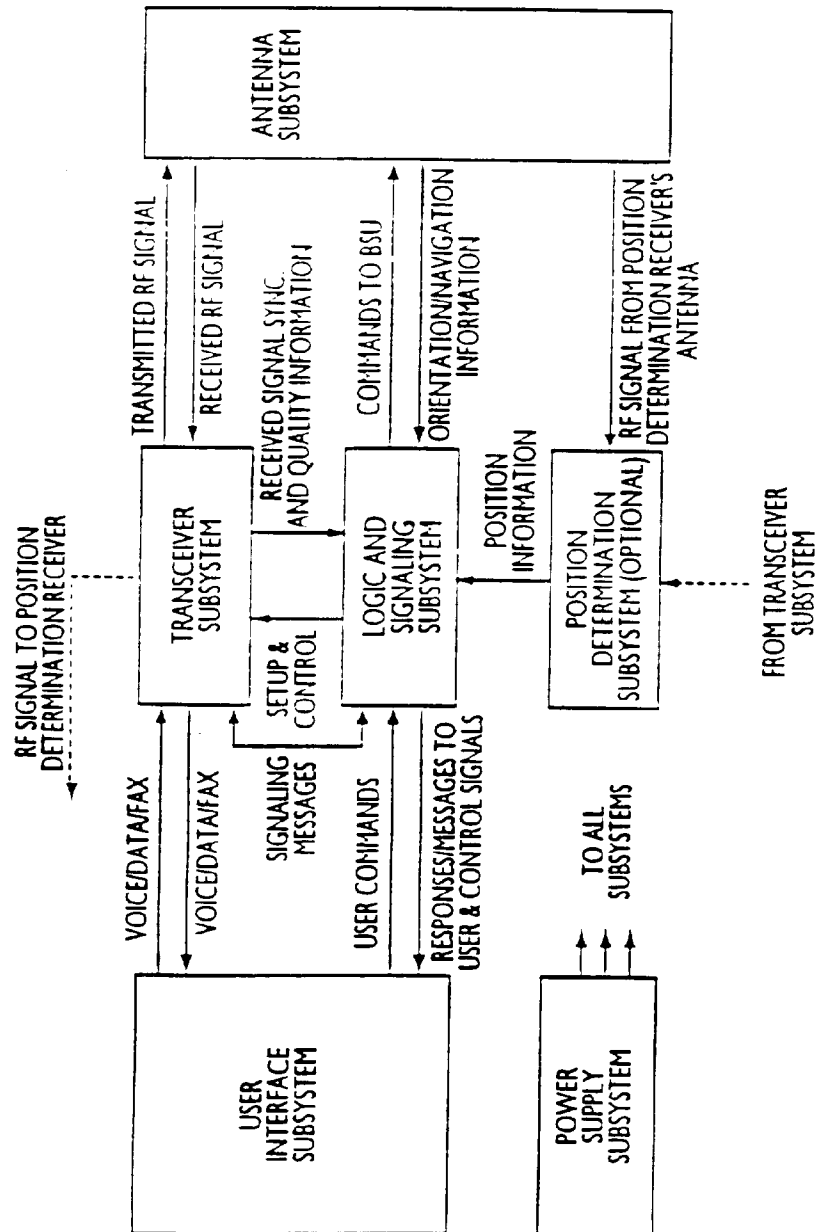 RF SIGNAL TO POSITION
DETERMINATION RECEIVER
VOICE/DATA/FAX
VOICE/DATA/FAX
TRANSCEIVER
SUBSYSTEM
TRANSMITTED RF SIGNAL
RECEIVED RF SIGNAL
ANTENNA
SUBSYSTEM
SIGNALING
MESSAGES
SETUP &
CONTROL
RECEIVED SIGNAL SYNC.
AND QUALITY INFORMATION
USER
INTERFACE
SUBSYSTEM
USER COMMANDS
RESPONSES/MESSAGES TO
USER & CONTROL SIGNALS
LOGIC AND
SIGNALING
SUBSYSTEM
COMMANDS TO BSU
ORIENTATION/NAVIGATION
INFORMATION
POSITION
INFORMATION
POWER
SUPPLY
SUBSYSTEM
TO ALL
SUBSYSTEMS
POSITION
DETERMINATION
SUBSYSTEM (OPTIONAL)
RF SIGNAL FROM POSITION
DETERMINATION RECEIVER'S
ANTENNA
FROM TRANSCEIVER
SUBSYSTEM